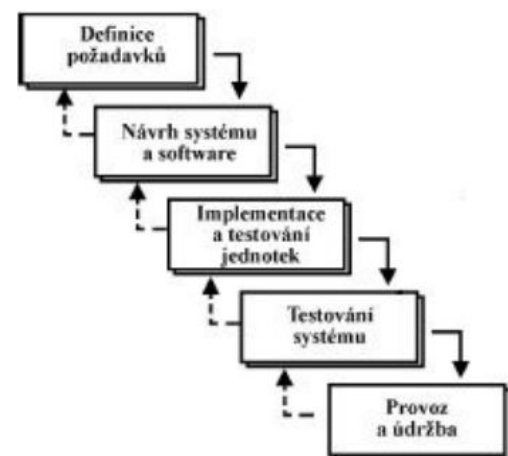 Definice
požadavků
Návrh systému
a software
Implementace
a testování
jednotek
Testování
systému
Provoz
a údržba